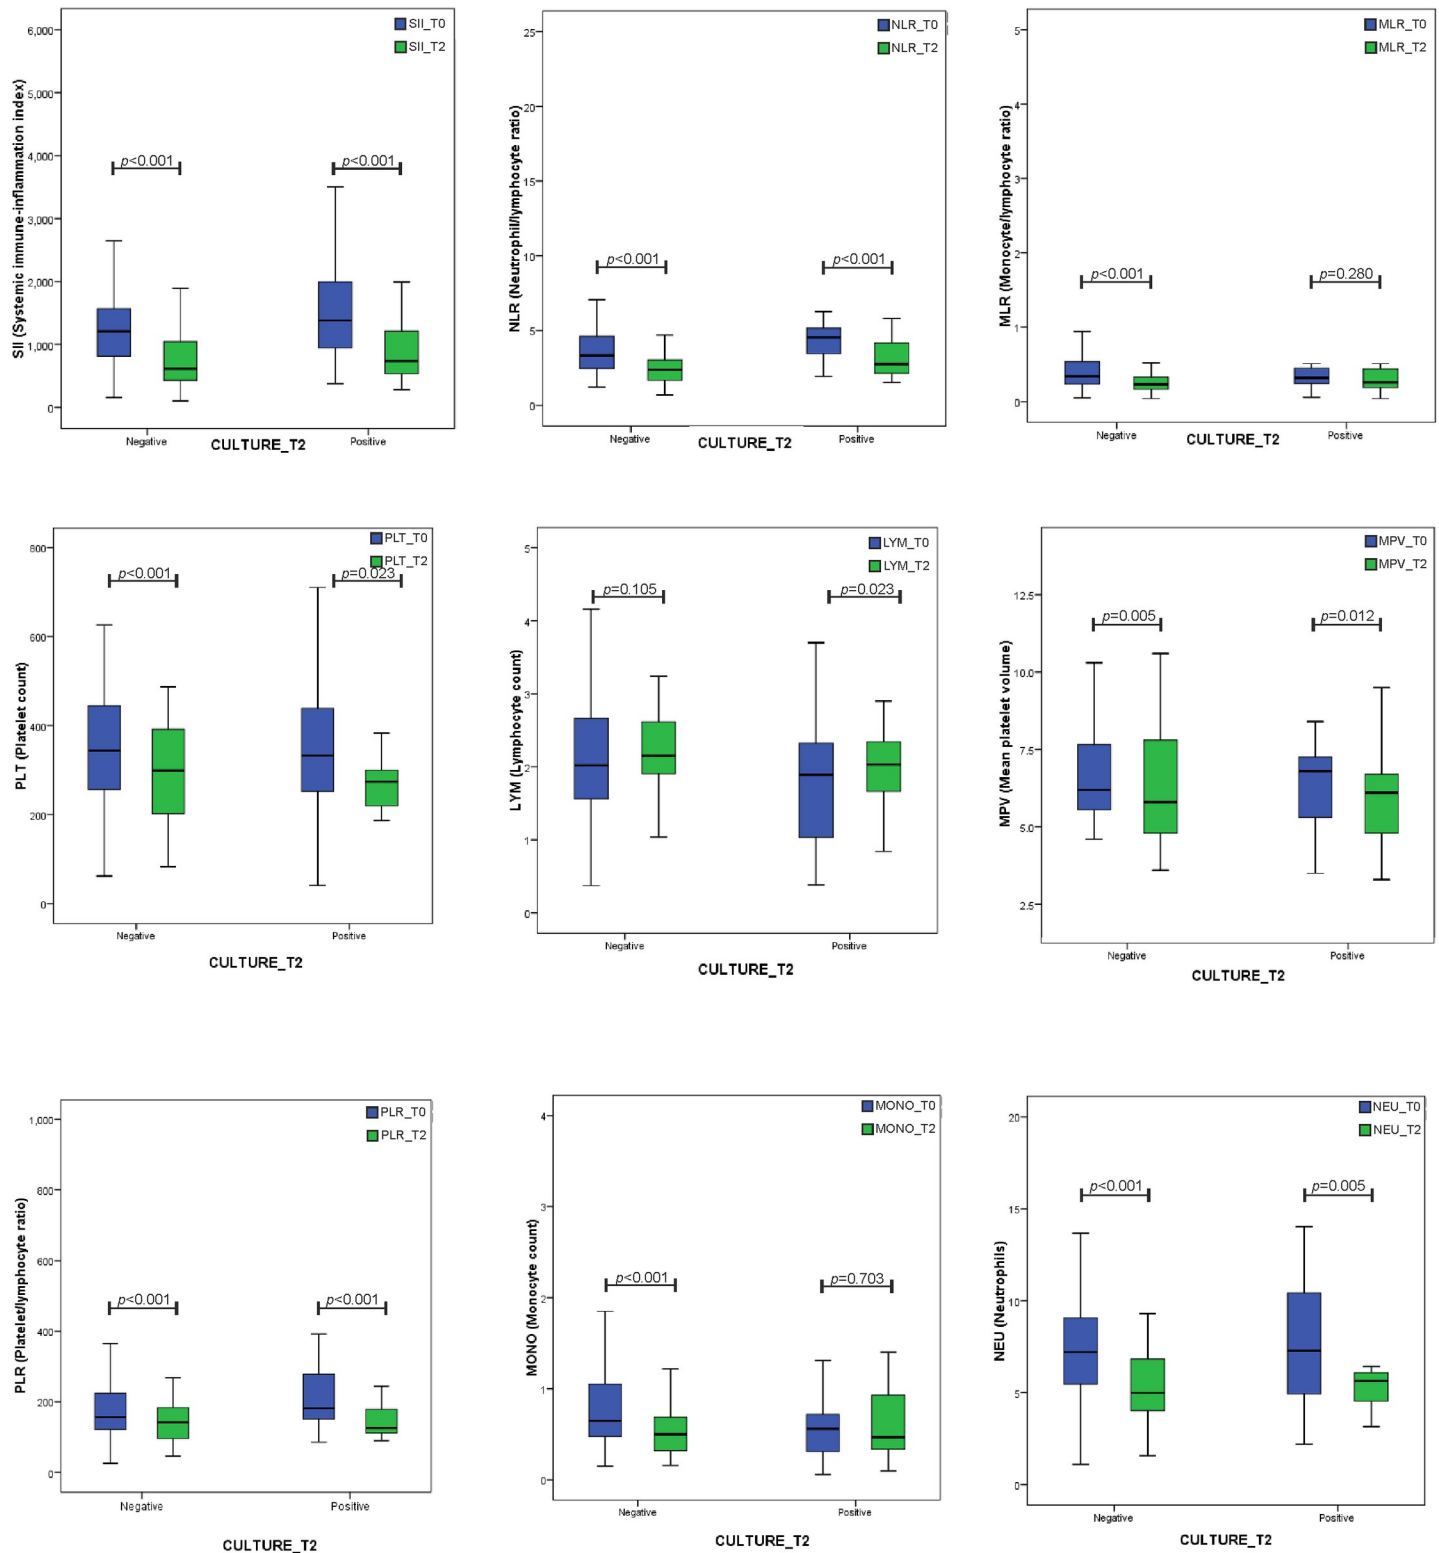 SII_T0
SII_T2
6,000
5,000
4,000
3,000
2,000
1,000
0
SII (Systemic immune-inflammation index)
p<0.001
p<0.001
Negative
Positive
CULTURE_T2
NLR_T0
NLR_T2
25
20
15
10
5
0
NLR (Neutrophil/lymphocyte ratio)
p<0.001
p<0.001
Negative
Positive
CULTURE_T2
MLR_T0
MLR_T2
5
4
3
2
1
0
MLR (Monocyte/lymphocyte ratio)
p<0.001
p=0.280
Negative
Positive
CULTURE_T2
PLT_T0
PLT_T2
800
600
400
200
0
PLT (Platelet count)
p<0.001
p=0.023
Negative
Positive
CULTURE_T2
LYM_T0
LYM_T2
5
4
3
2
1
0
LYM (Lymphocyte count)
p=0.105
p=0.023
Negative
Positive
CULTURE_T2
MPV_T0
MPV_T2
12.5
10.0
7.5
5.0
2.5
MPV (Mean platelet volume)
p=0.005
p=0.012
Negative
Positive
CULTURE_T2
PLR_T0
PLR_T2
1,000
800
600
400
200
0
PLR (Platelet/lymphocyte ratio)
p<0.001
p<0.001
Negative
Positive
CULTURE_T2
MONO_T0
MONO_T2
4
3
2
1
0
MONO (Monocyte count)
p<0.001
p=0.703
Negative
Positive
CULTURE_T2
NEU_T0
NEU_T2
20
15
10
5
0
NEU (Neutrophils)
p<0.001
p=0.005
Negative
Positive
CULTURE_T2